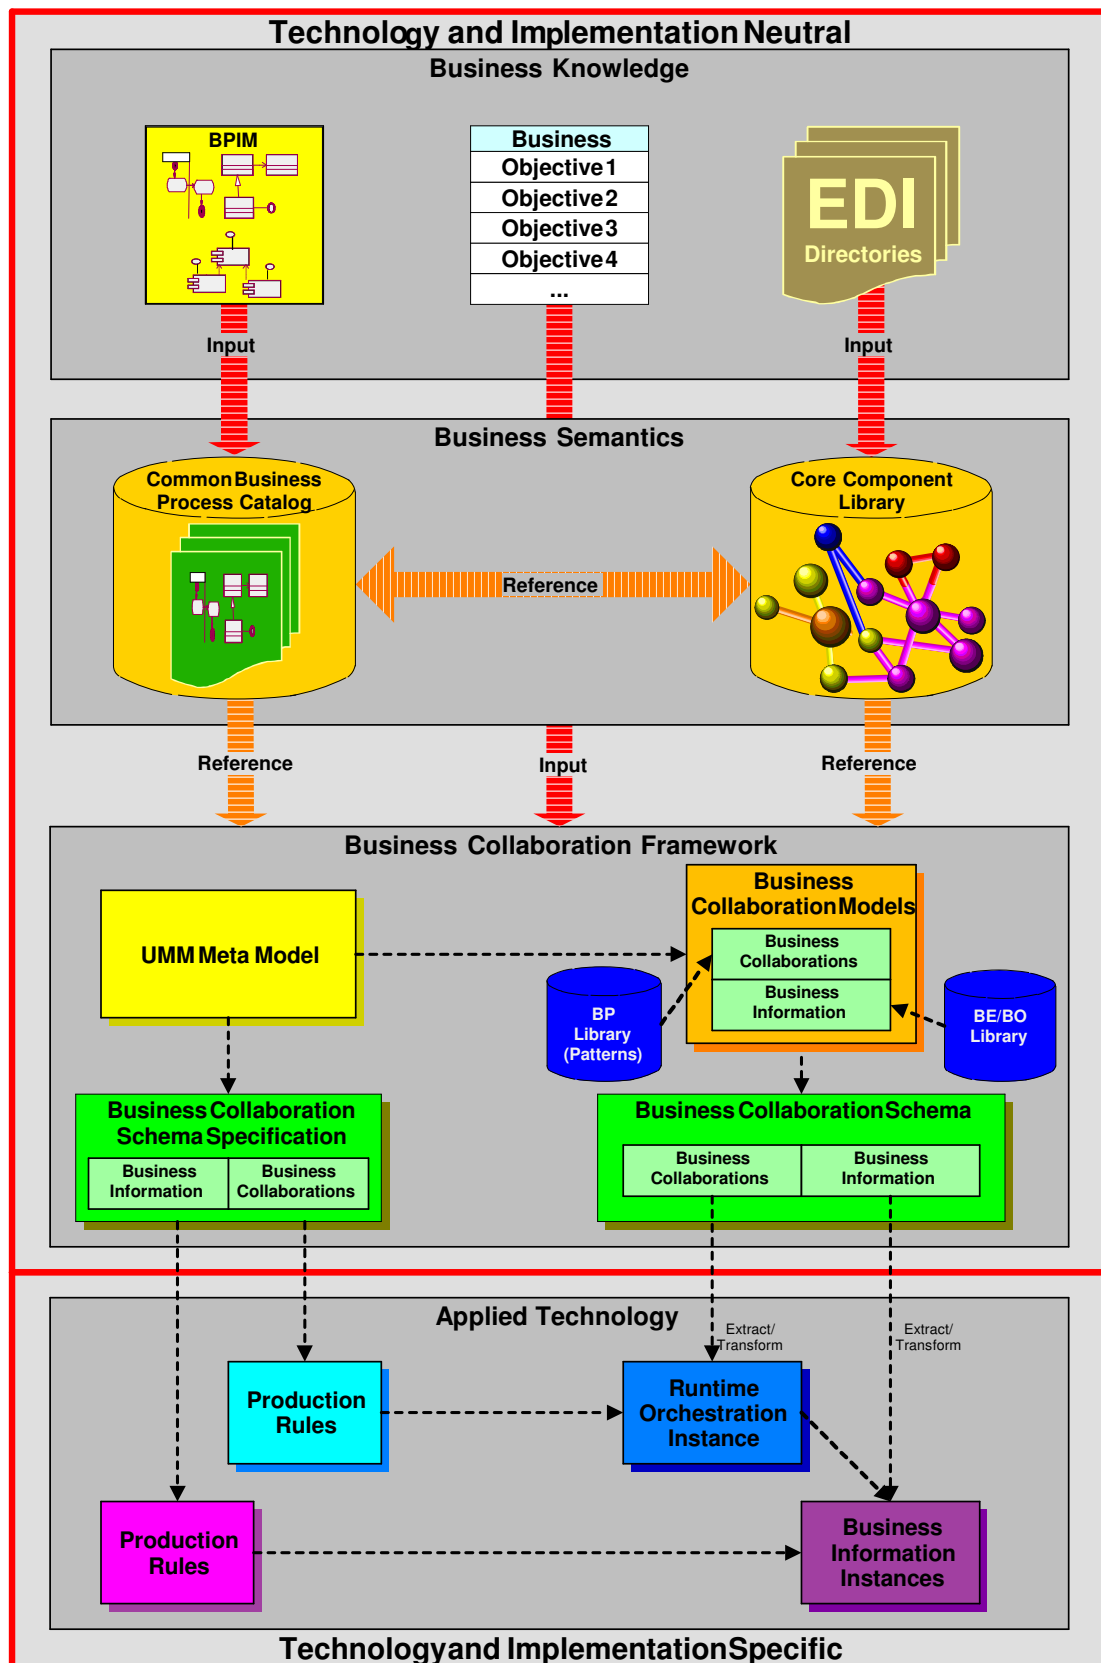 Technology and Implementation Neutral
Business Knowledge
BPIM
Business
Objective 1
Objective 2
Objective 3
Objective 4
...
EDI
Directories
Input
Input
Business Semantics
Common Business
Process Catalog
Core Component
Library
Reference
Reference
Input
Reference
Business Collaboration Framework
UMM Meta Model
Business
Collaboration Models
Business
Collaborations
Business
Information
BP
Library
(Patterns)
BE/BO
Library
Business Collaboration
Schema Specification
Business
Information
Business
Collaborations
Business Collaboration Schema
Business
Collaborations
Business
Information
Applied Technology
Extract/
Transform
Extract/
Transform
Production
Rules
Runtime
Orchestration
Instance
Production
Rules
Business
Information
Instances
Technology and Implementation Specific